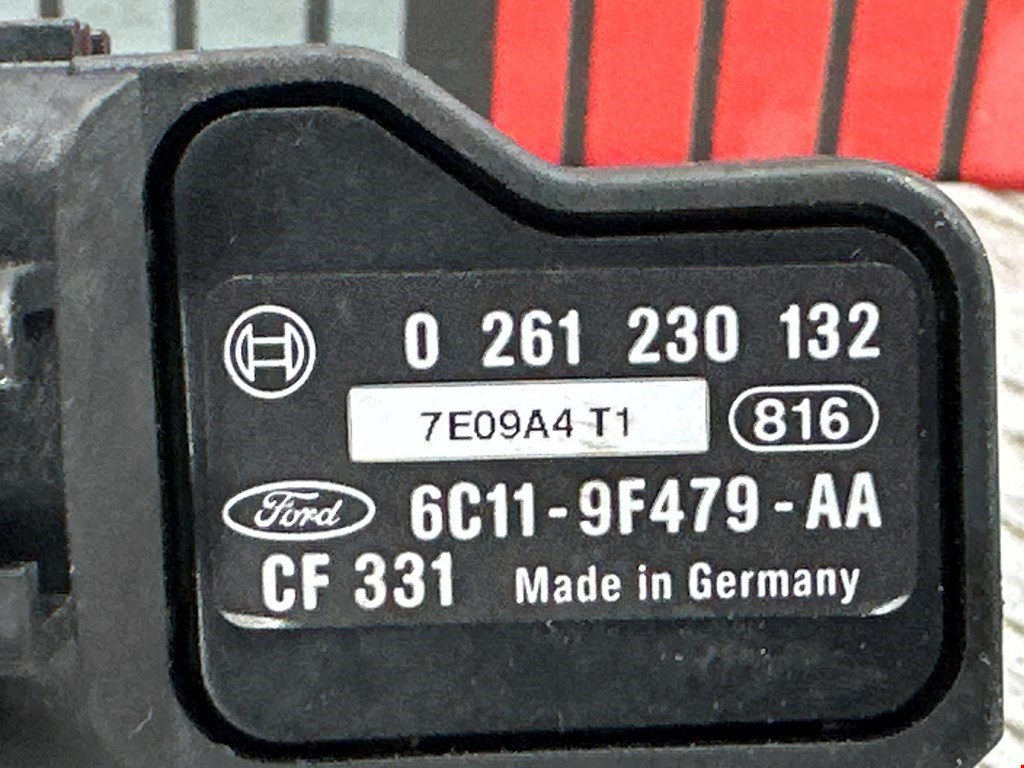 0 261 230 132
7E09A4 T1 816
Ford 6C11-9F479-AA
CF 331 Made in Germany